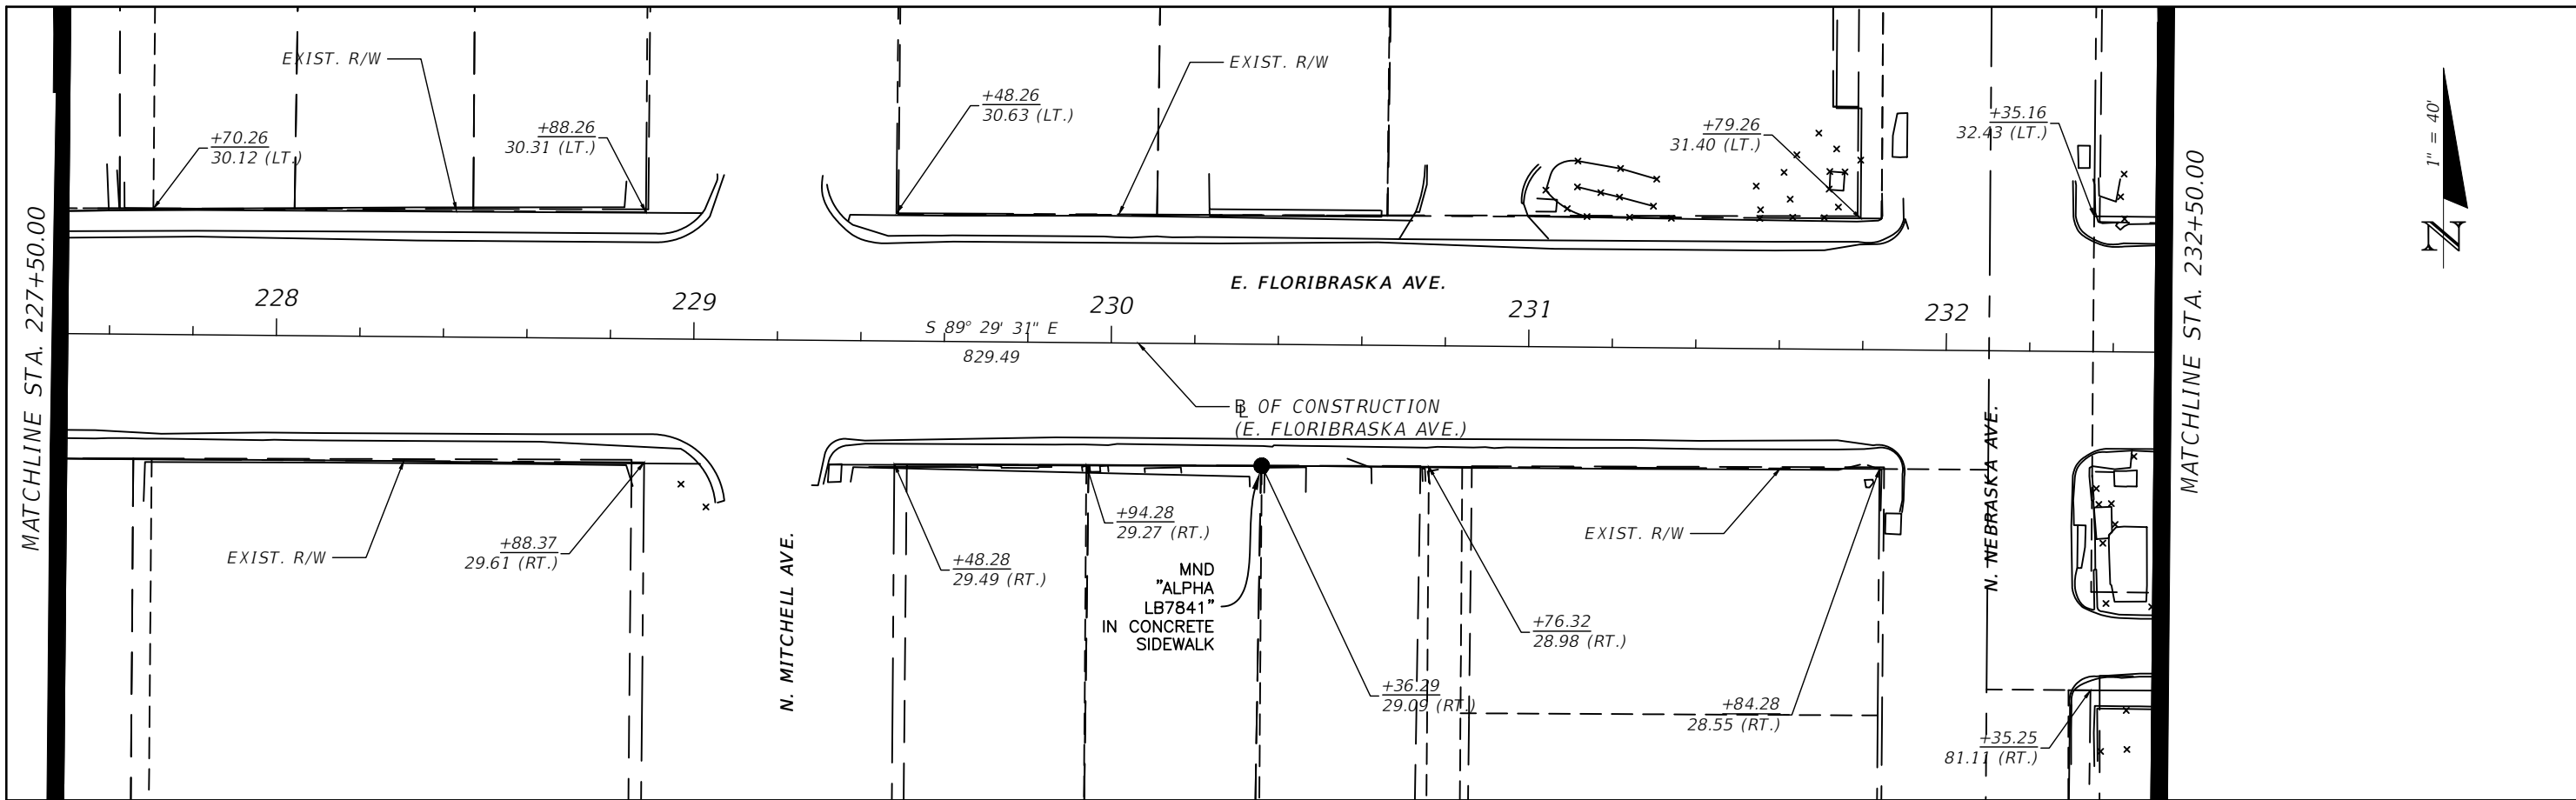 EXIST. R/W
EXIST. R/W
+70.26
30.12 (LT.)
+88.26
30.31 (LT.)
+48.26
30.63 (LT.)
+79.26
31.40 (LT.)
+35.16
32.43 (LT.)
1" = 40'
N
MATCHLINE STA. 227+50.00
MATCHLINE STA. 232+50.00
E. FLORIBRASKA AVE.
228
229
230
231
232
S 89° 29' 31" E
829.49
BL OF CONSTRUCTION
(E. FLORIBRASKA AVE.)
EXIST. R/W
+88.37
29.61 (RT.)
N. MITCHELL AVE.
+48.28
29.49 (RT.)
+94.28
29.27 (RT.)
MND
"ALPHA
LB7841"
IN CONCRETE
SIDEWALK
+36.29
29.09 (RT.)
+76.32
28.98 (RT.)
EXIST. R/W
+84.28
28.55 (RT.)
N. NEBRASKA AVE.
+35.25
81.11 (RT.)